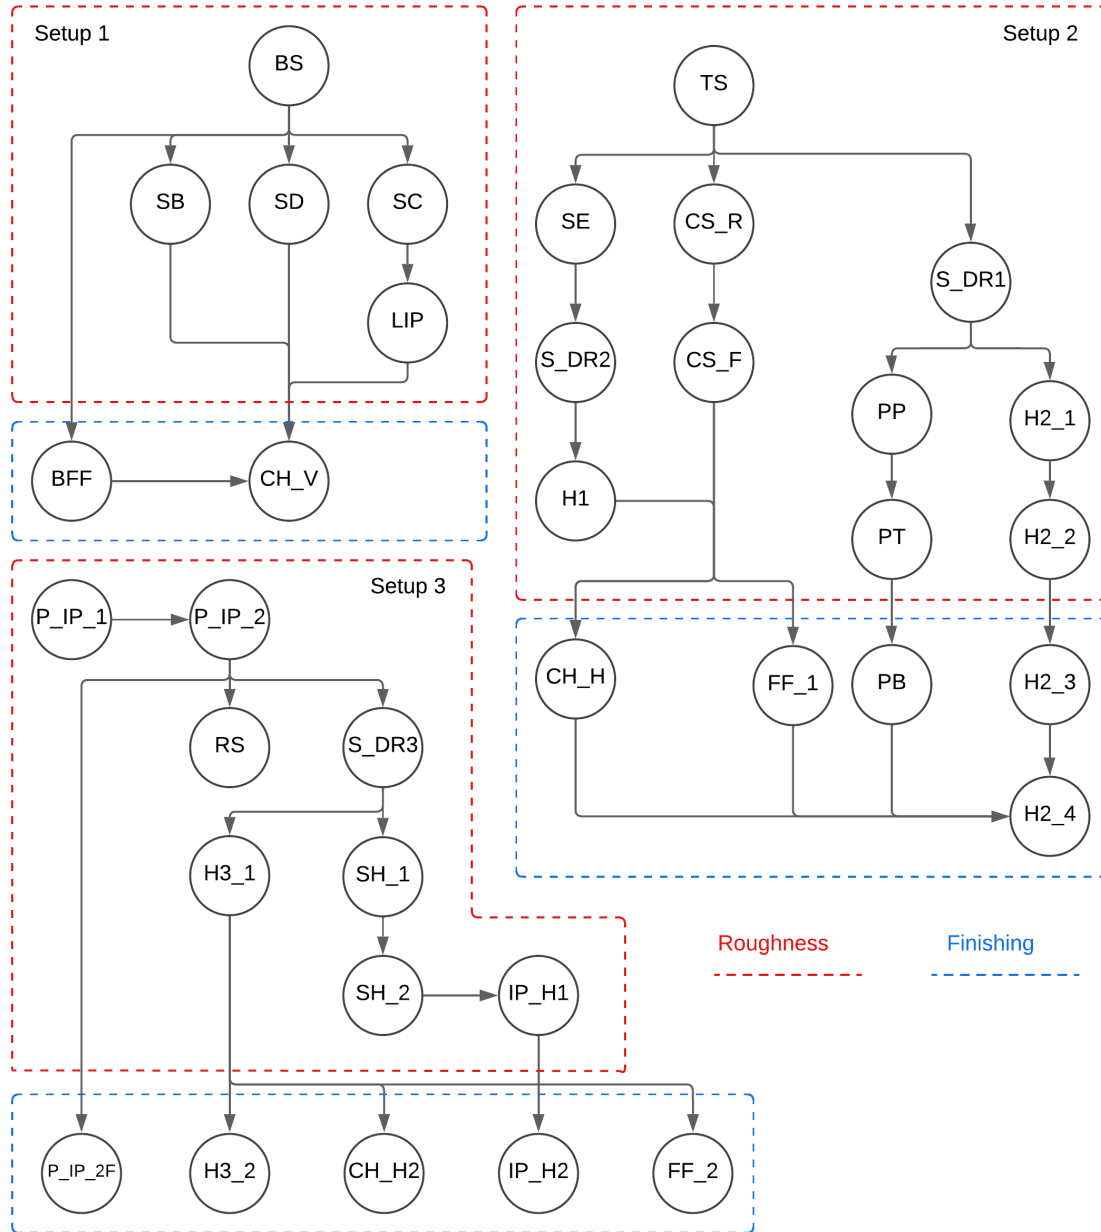 Setup 1
BS
SB
SD
SC
LIP
BFF
CH_V
Setup 2
TS
SE
CS_R
S_DR1
S_DR2
CS_F
PP
H2_1
H1
PT
H2_2
CH_H
FF_1
PB
H2_3
H2_4
Setup 3
P_IP_1
P_IP_2
RS
S_DR3
H3_1
SH_1
SH_2
IP_H1
P_IP_2F
H3_2
CH_H2
IP_H2
FF_2
Roughness
Finishing